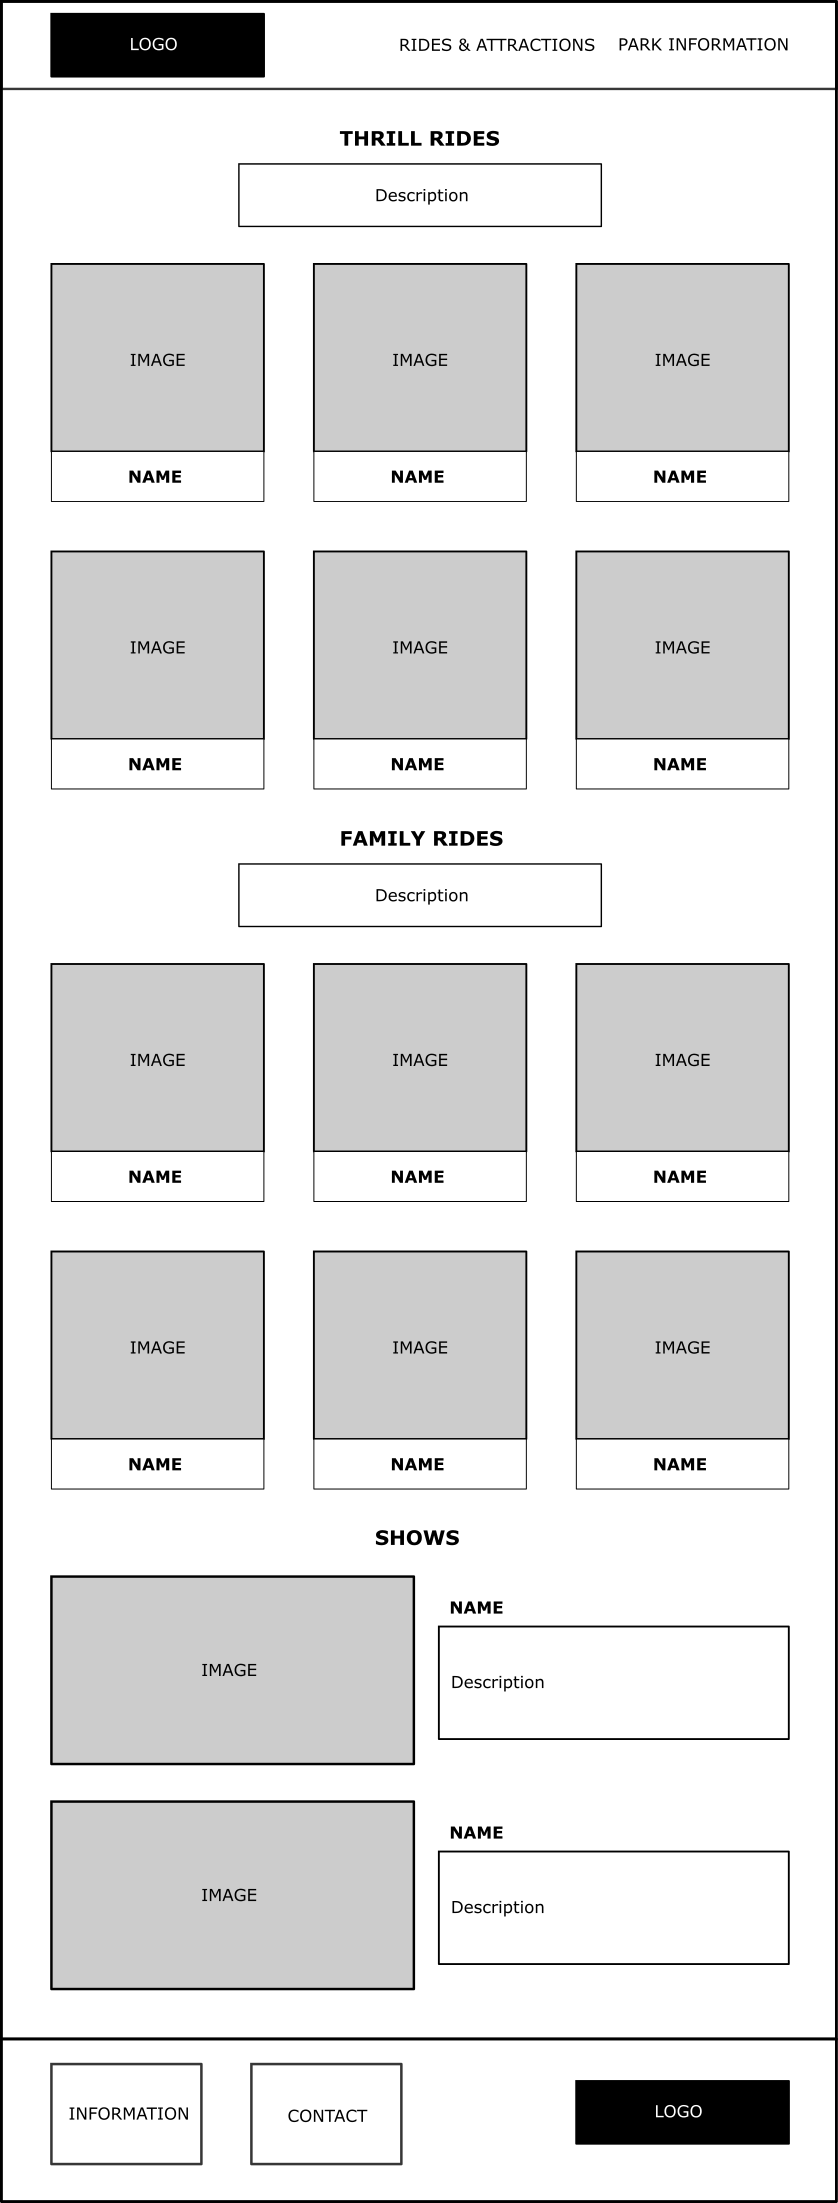 LOGO
RIDES & ATTRACTIONS PARK INFORMATION
THRILL RIDES
Description
IMAGE IMAGE IMAGE
NAME NAME NAME
IMAGE IMAGE IMAGE
NAME NAME NAME
FAMILY RIDES
Description
IMAGE IMAGE IMAGE
NAME NAME NAME
IMAGE IMAGE IMAGE
NAME NAME NAME
SHOWS
IMAGE
NAME
Description
IMAGE
NAME
Description
INFORMATION
CONTACT
LOGO